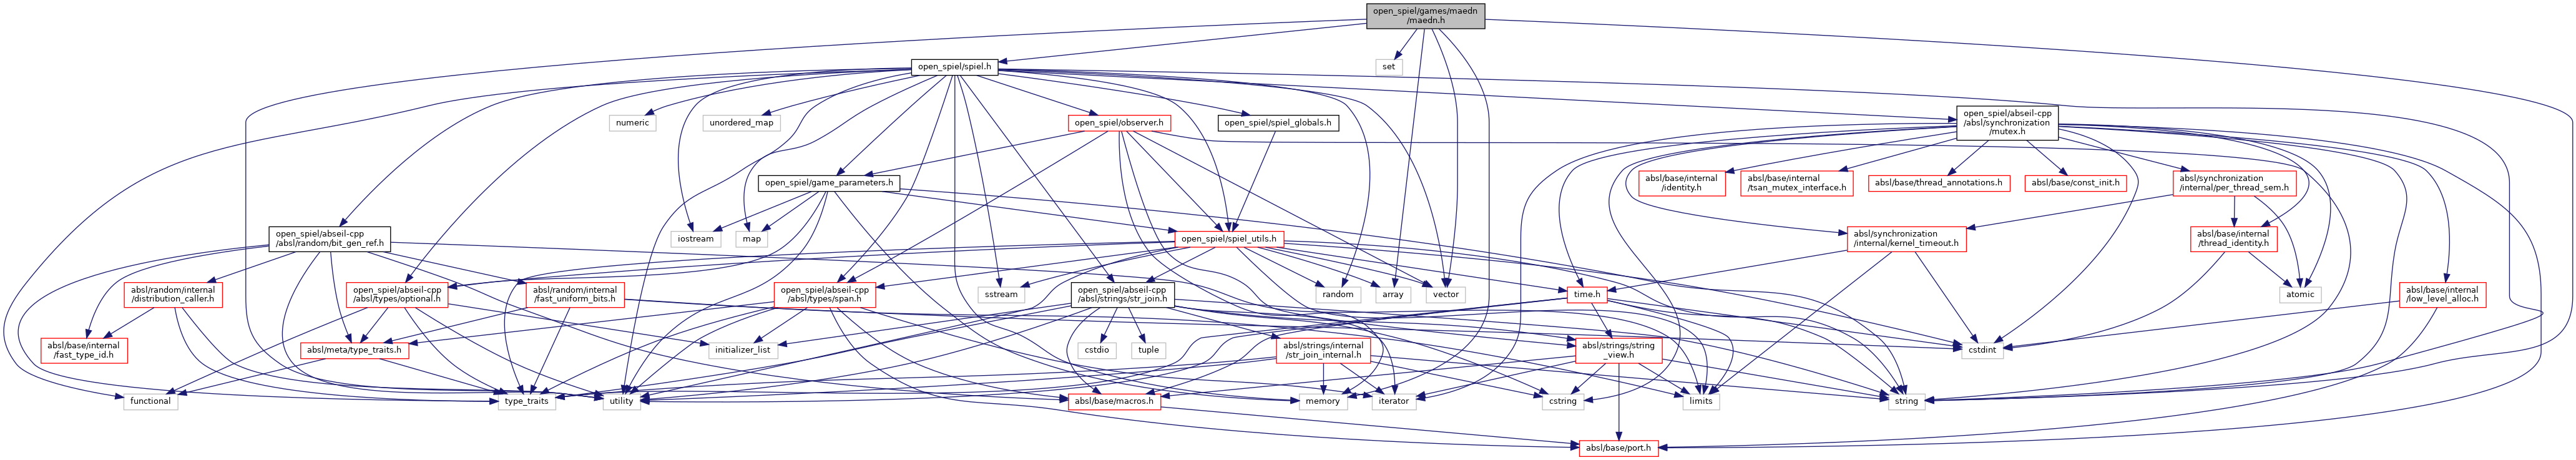 open_spiel/games/maedn
/maedn.h
open_spiel/spiel.h
set
numeric
unordered_map
open_spiel/observer.h
open_spiel/spiel_globals.h
open_spiel/abseil-cpp
/absl/synchronization
/mutex.h
open_spiel/game_parameters.h
absl/base/internal
/identity.h
absl/base/internal
/tsan_mutex_interface.h
absl/base/thread_annotations.h
absl/base/const_init.h
absl/synchronization
/internal/per_thread_sem.h
open_spiel/abseil-cpp
/absl/random/bit_gen_ref.h
iostream
map
open_spiel/spiel_utils.h
absl/synchronization
/internal/kernel_timeout.h
absl/base/internal
/thread_identity.h
absl/random/internal
/distribution_caller.h
open_spiel/abseil-cpp
/absl/types/optional.h
absl/random/internal
/fast_uniform_bits.h
open_spiel/abseil-cpp
/absl/types/span.h
sstream
open_spiel/abseil-cpp
/absl/strings/str_join.h
random
array
vector
time.h
atomic
absl/base/internal
/low_level_alloc.h
absl/base/internal
/fast_type_id.h
absl/meta/type_traits.h
initializer_list
cstdio
tuple
absl/strings/internal
/str_join_internal.h
absl/strings/string
_view.h
cstdint
functional
type_traits
utility
absl/base/macros.h
memory
iterator
cstring
limits
string
absl/base/port.h